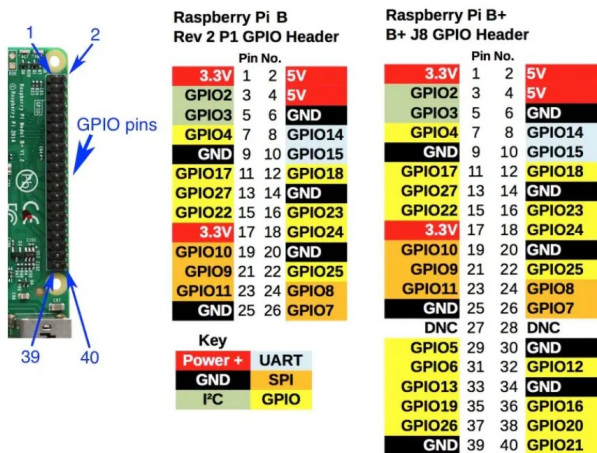 1
2
GPIO pins
39
40
Raspberry Pi B
Rev 2 P1 GPIO Header
Pin No.
3.3V 1 2 5V
GPIO2 3 4 5V
GPIO3 5 6 GND
GPIO4 7 8 GPIO14
GND 9 10 GPIO15
GPIO17 11 12 GPIO18
GPIO27 13 14 GND
GPIO22 15 16 GPIO23
3.3V 17 18 GPIO24
GPIO10 19 20 GND
GPIO9 21 22 GPIO25
GPIO11 23 24 GPIO8
GND 25 26 GPIO7
Key
Power + UART
GND SPI
I²C GPIO
Raspberry Pi B+
B+ J8 GPIO Header
Pin No.
3.3V 1 2 5V
GPIO2 3 4 5V
GPIO3 5 6 GND
GPIO4 7 8 GPIO14
GND 9 10 GPIO15
GPIO17 11 12 GPIO18
GPIO27 13 14 GND
GPIO22 15 16 GPIO23
3.3V 17 18 GPIO24
GPIO10 19 20 GND
GPIO9 21 22 GPIO25
GPIO11 23 24 GPIO8
GND 25 26 GPIO7
DNC 27 28 DNC
GPIO5 29 30 GND
GPIO6 31 32 GPIO12
GPIO13 33 34 GND
GPIO19 35 36 GPIO16
GPIO26 37 38 GPIO20
GND 39 40 GPIO21